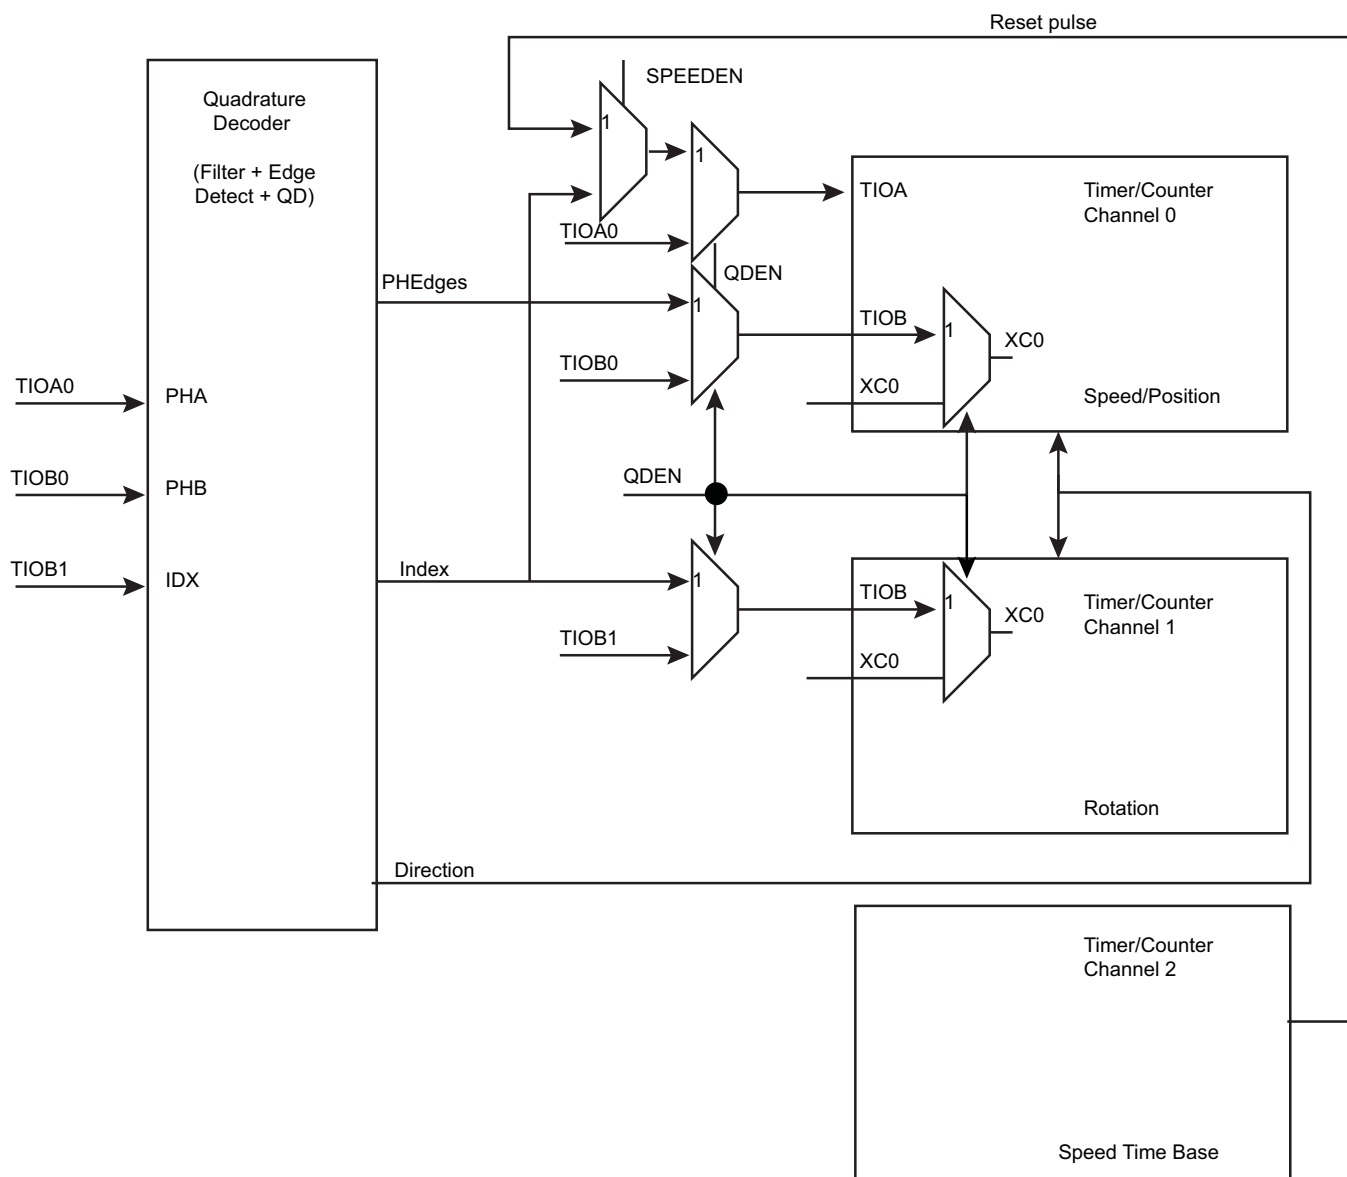 Reset pulse
SPEEDEN
Quadrature
Decoder
(Filter + Edge
Detect + QD)
1
1
TIOA
Timer/Counter
Channel 0
TIOA0
QDEN
PHEdges
1
TIOB
1
XC0
TIOB0
TIOA0
PHA
XC0
Speed/Position
TIOB0
PHB
QDEN
TIOB1
IDX
Index
1
TIOB
1
XC0
Timer/Counter
Channel 1
TIOB1
XC0
Rotation
Direction
Timer/Counter
Channel 2
Speed Time Base